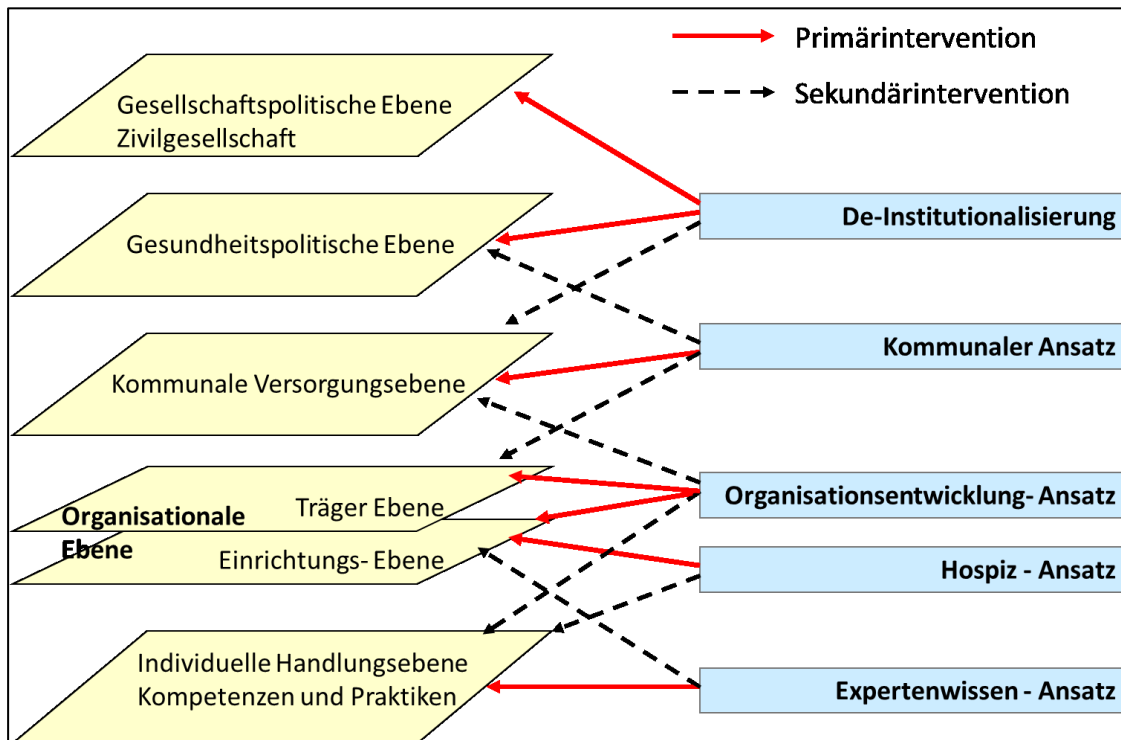 Primärintervention
Sekundärintervention
Gesellschaftspolitische Ebene
Zivilgesellschaft
Gesundheitspolitische Ebene
Kommunale Versorgungsebene
Träger Ebene
Organisationale
Ebene
Einrichtungs- Ebene
Individuelle Handlungsebene
Kompetenzen und Praktiken
De-Institutionalisierung
Kommunaler Ansatz
Organisationsentwicklung- Ansatz
Hospiz - Ansatz
Expertenwissen - Ansatz